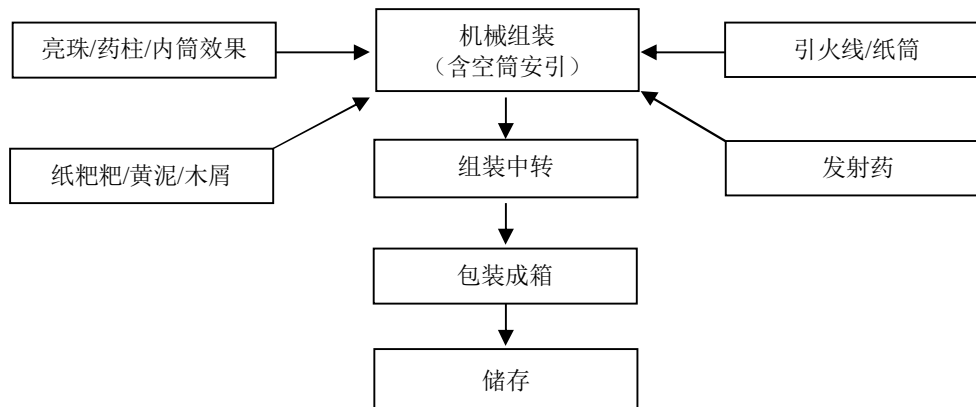 亮珠/药柱/内筒效果
机械组装
（含空筒安引）
引火线/纸筒
纸粑粑/黄泥/木屑
组装中转
发射药
包装成箱
储存